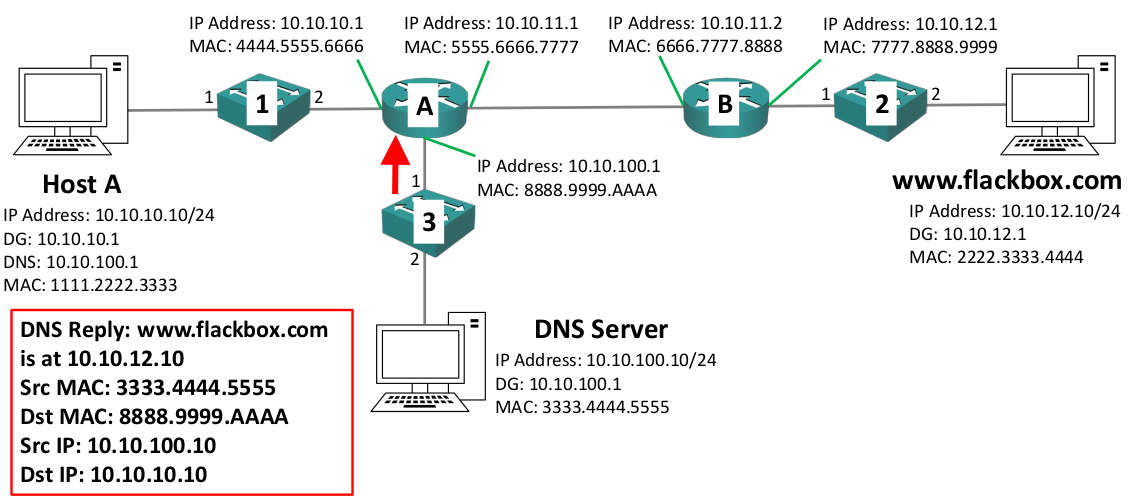 IP Address: 10.10.10.1
MAC: 4444.5555.6666
IP Address: 10.10.11.1
MAC: 5555.6666.7777
IP Address: 10.10.11.2
MAC: 6666.7777.8888
IP Address: 10.10.12.1
MAC: 7777.8888.9999
1
1
2
A
B
1
2
2
IP Address: 10.10.100.1
MAC: 8888.9999.AAAA
1
3
2
Host A
IP Address: 10.10.10.10/24
DG: 10.10.10.1
DNS: 10.10.100.1
MAC: 1111.2222.3333
www.flackbox.com
IP Address: 10.10.12.10/24
DG: 10.10.12.1
MAC: 2222.3333.4444
DNS Server
IP Address: 10.10.100.10/24
DG: 10.10.100.1
MAC: 3333.4444.5555
DNS Reply: www.flackbox.com
is at 10.10.12.10
Src MAC: 3333.4444.5555
Dst MAC: 8888.9999.AAAA
Src IP: 10.10.100.10
Dst IP: 10.10.10.10